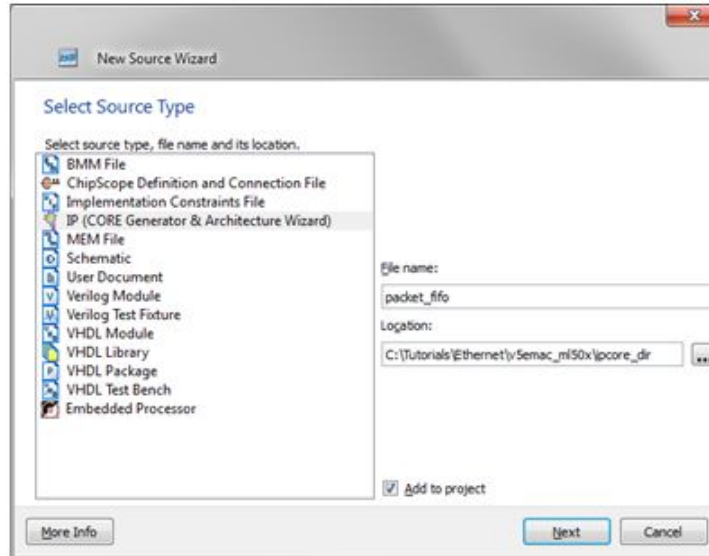 New Source Wizard
Select Source Type
Select source type, file name and its location.
BMM File
ChipScope Definition and Connection File
Implementation Constraints File
IP (CORE Generator & Architecture Wizard)
MEM File
Schematic
User Document
Verilog Module
Verilog Test Fixture
VHDL Module
VHDL Library
VHDL Package
VHDL Test Bench
Embedded Processor
File name:
packet_fifo
Location:
C:\Tutorials\Ethernet\v5emac_ml50x\ipcore_dir
...
Add to project
More Info
Next
Cancel